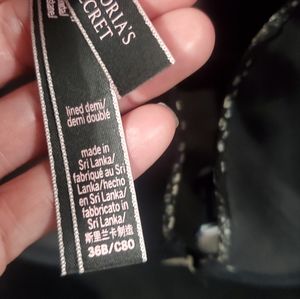 VICTORIA'S
SECRET
lined demi/
demi doublé
made in
Sri Lanka/
fabriqué au Sri
Lanka/hecho
en Sri Lanka/
fabbricato in
Sri Lanka/
斯里兰卡制造
36B/C80